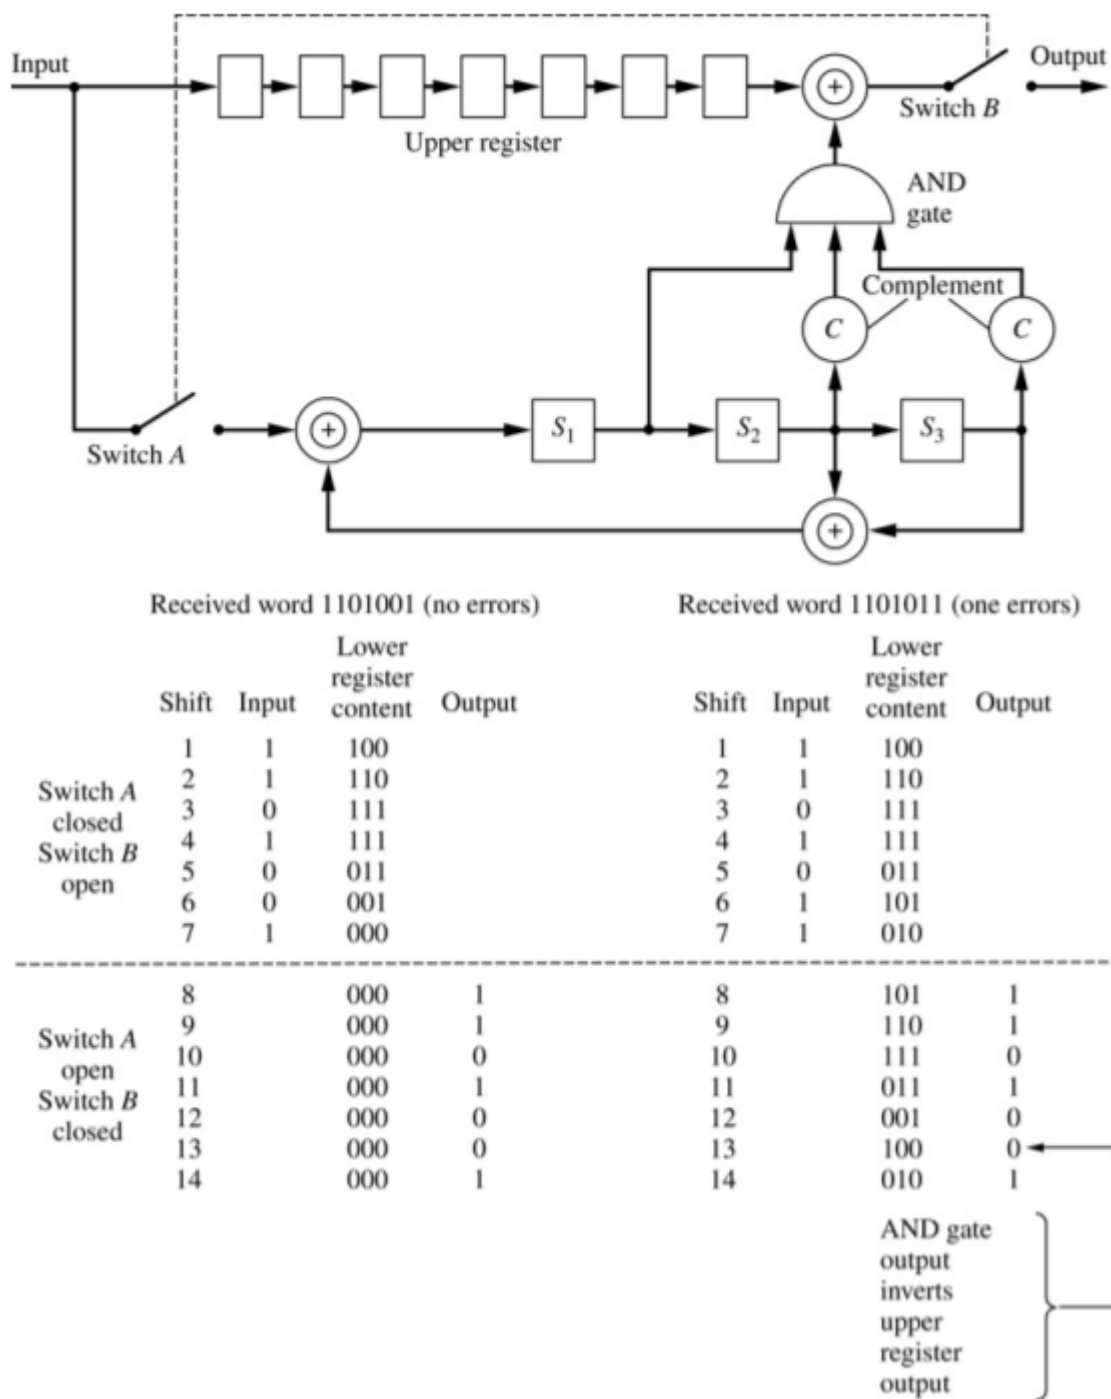 Input
Output
Switch B
Upper register
AND
gate
Complement
C
C
Switch A
S1
S2
S3
Received word 1101001 (no errors)
Received word 1101011 (one errors)
Shift Input Lower register content Output
Shift Input Lower register content Output
Switch A closed Switch B open
1 1 100
2 1 110
3 0 111
4 1 111
5 0 011
6 0 001
7 1 000
1 1 100
2 1 110
3 0 111
4 1 111
5 0 011
6 1 101
7 1 010
Switch A open Switch B closed
8 000 1
9 000 1
10 000 0
11 000 1
12 000 0
13 000 0
14 000 1
8 101 1
9 110 1
10 111 0
11 011 1
12 001 0
13 100 0
14 010 1
AND gate
output
inverts
upper
register
output